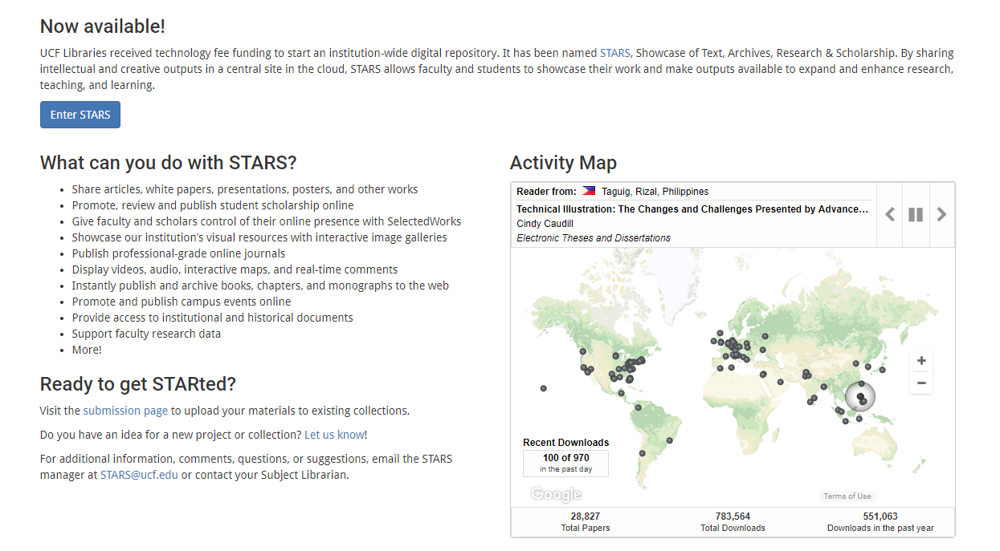 Now available!
UCF Libraries received technology fee funding to start an institution-wide digital repository. It has been named STARS, Showcase of Text, Archives, Research & Scholarship. By sharing
intellectual and creative outputs in a central site in the cloud, STARS allows faculty and students to showcase their work and make outputs available to expand and enhance research,
teaching, and learning.
Enter STARS
What can you do with STARS?
• Share articles, white papers, presentations, posters, and other works
• Promote, review and publish student scholarship online
• Give faculty and scholars control of their online presence with SelectedWorks
• Showcase our institution’s visual resources with interactive image galleries
• Publish professional-grade online journals
• Display videos, audio, interactive maps, and real-time comments
• Instantly publish and archive books, chapters, and monographs to the web
• Promote and publish campus events online
• Provide access to institutional and historical documents
• Support faculty research data
• More!
Ready to get STARted?
Visit the submission page to upload your materials to existing collections.
Do you have an idea for a new project or collection? Let us know!
For additional information, comments, questions, or suggestions, email the STARS
manager at STARS@ucf.edu or contact your Subject Librarian.
Activity Map
Reader from: Taguig, Rizal, Philippines
Technical Illustration: The Changes and Challenges Presented by Advance...
Cindy Caudill
Electronic Theses and Dissertations
+
−
Recent Downloads
100 of 970
in the past day
Google
Terms of Use
28,827 783,564 551,063
Total Papers Total Downloads Downloads in the past year